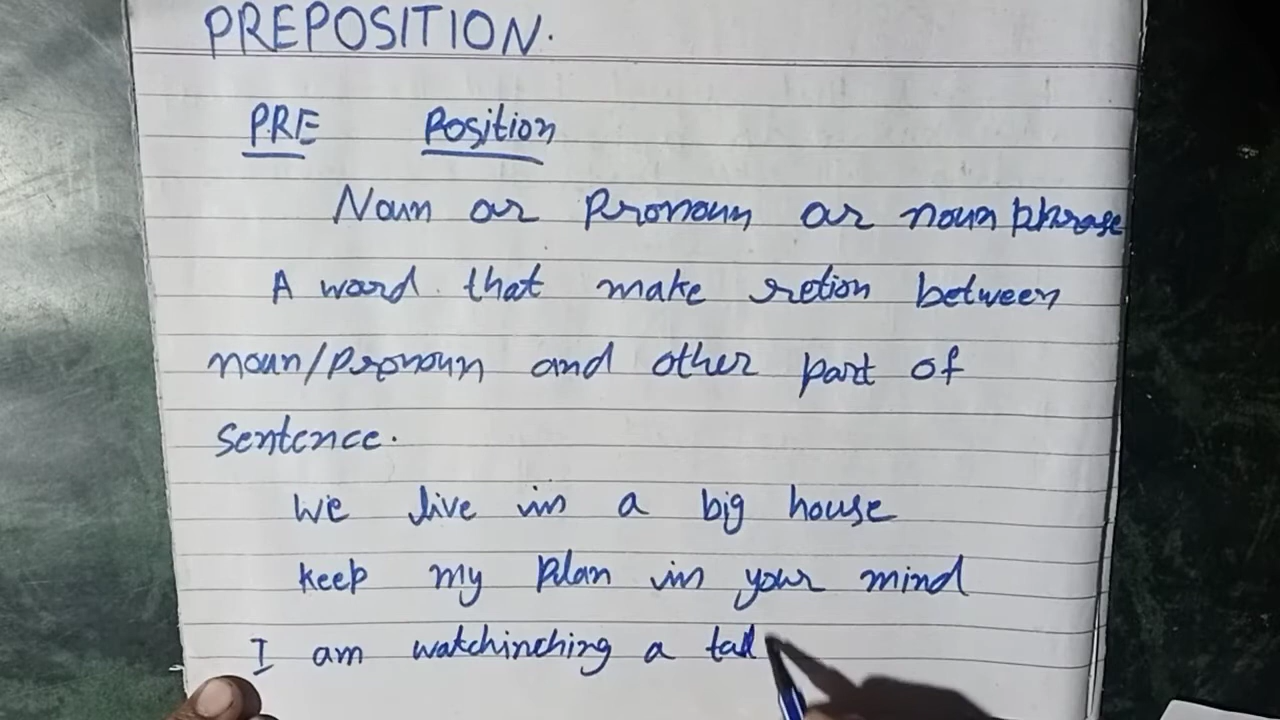 PREPOSITION.
PRE Position
Noun or Pronoun or noun phrase
A word that make retion between
noun/pronoun and other part of
sentence.
We live in a big house
keep my plan in your mind
I am watchinching a tall